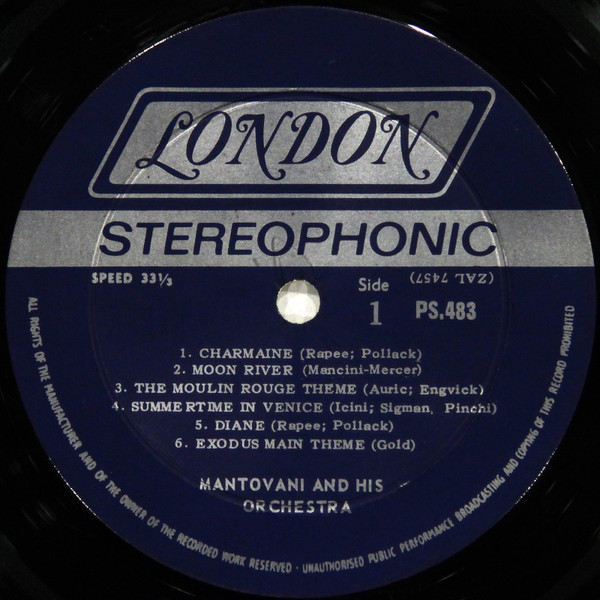 LONDON
STEREOPHONIC
SPEED 33⅓
Side
1
(ZAL 7457)
PS.483
1. CHARMAINE (Rapee; Pollack)
2. MOON RIVER (Mancini-Mercer)
3. THE MOULIN ROUGE THEME (Auric; Engvick)
4. SUMMERTIME IN VENICE (Icini; Sigman, Pinchi)
5. DIANE (Rapee; Pollack)
6. EXODUS MAIN THEME (Gold)
MANTOVANI AND HIS
ORCHESTRA
ALL RIGHTS OF THE MANUFACTURER AND OF THE OWNER OF THE RECORDED WORK RESERVED · UNAUTHORISED PUBLIC PERFORMANCE BROADCASTING AND COPYING OF THIS RECORD PROHIBITED